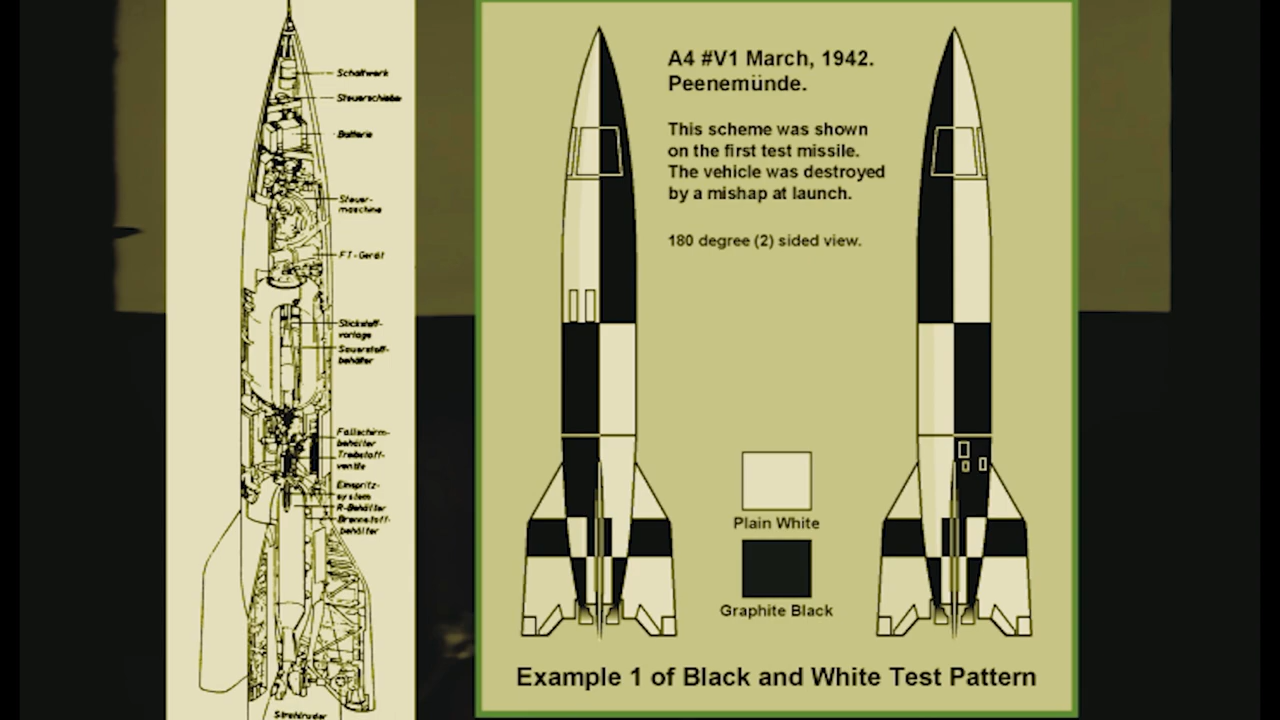 Schaltwerk
Steuerschiebe
Batterie
Steuer-
maschine
FT-Gerät
Stickstoff-
vorlage
Sauerstoff-
behälter
Fallschirm-
behälter
Treibstoff-
ventile
Einspritz-
system
R-Behälter
Brennstoff-
behälter
Strahlruder
A4 #V1 March, 1942.
Peenemünde.
This scheme was shown
on the first test missile.
The vehicle was destroyed
by a mishap at launch.
180 degree (2) sided view.
Plain White
Graphite Black
Example 1 of Black and White Test Pattern